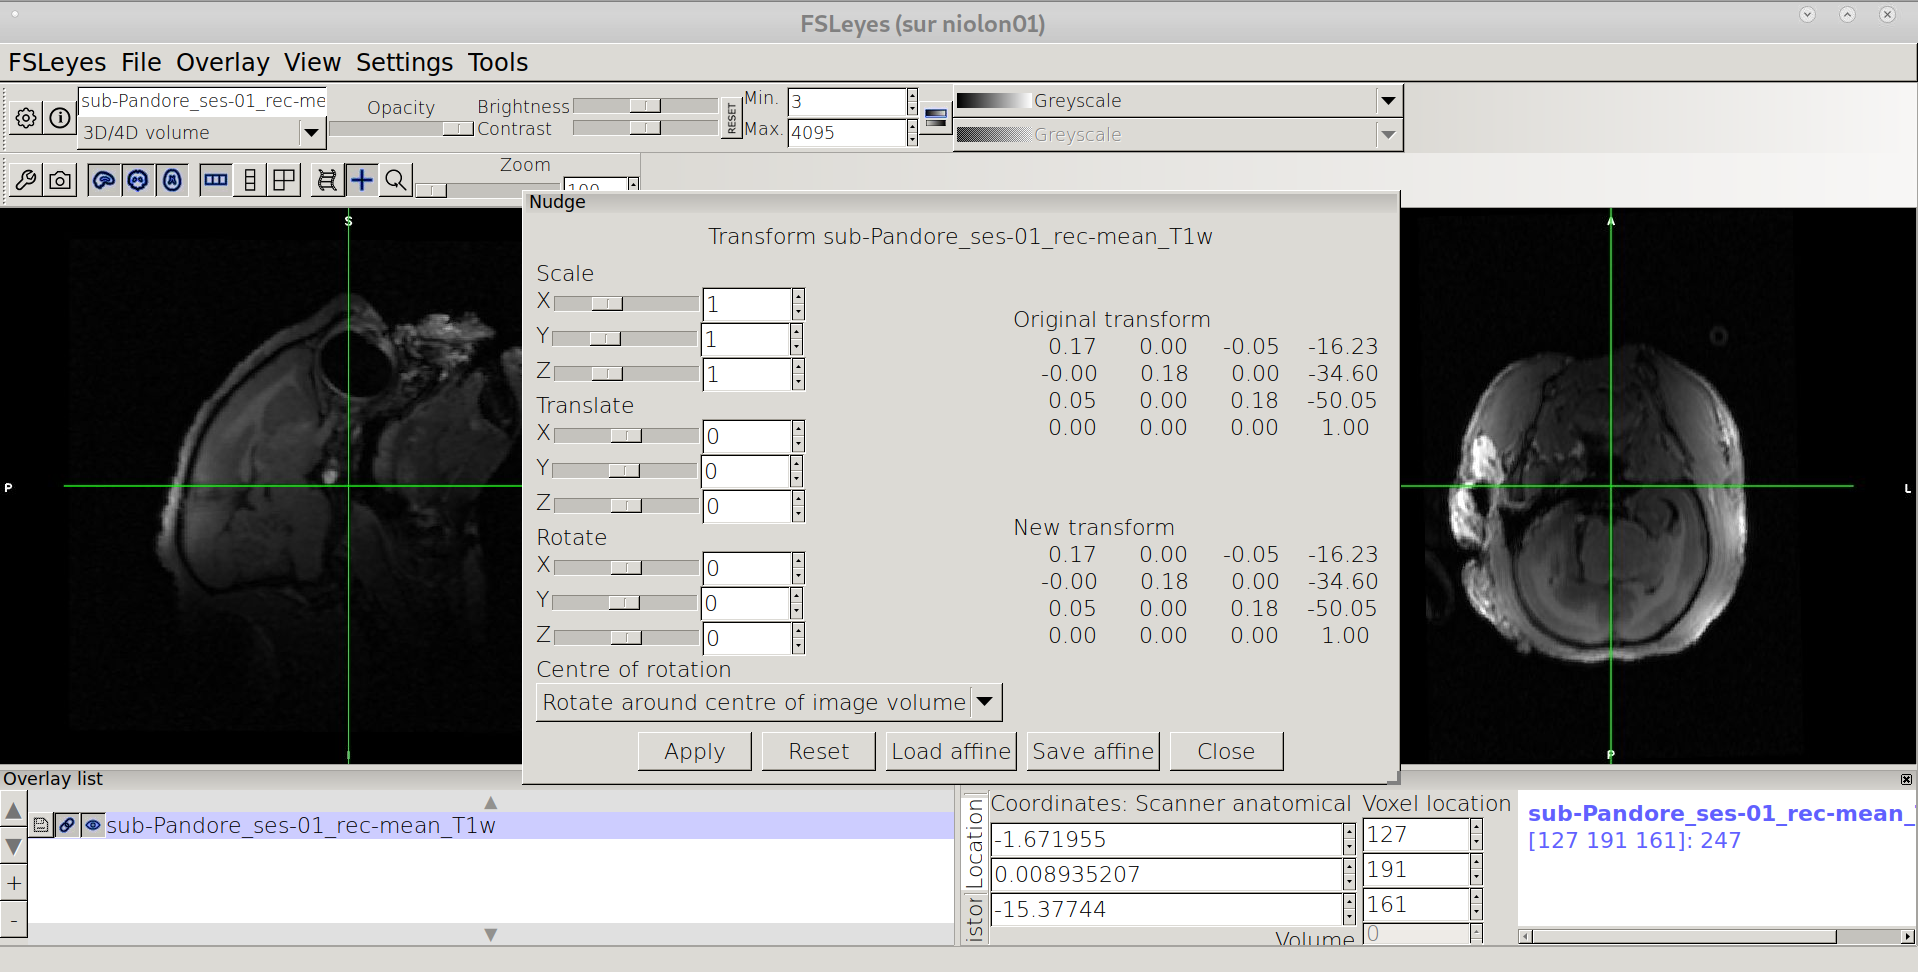 FSLeyes (sur niolon01)
FSLeyes File Overlay View Settings Tools
sub-Pandore_ses-01_rec-me
3D/4D volume
Opacity
Brightness
Contrast
RESET
Min. 3
Max. 4095
Greyscale
Greyscale
Zoom
100
S
P
A
L
P
Nudge
Transform sub-Pandore_ses-01_rec-mean_T1w
Scale
X 1
Y 1
Z 1
Translate
X 0
Y 0
Z 0
Rotate
X 0
Y 0
Z 0
Centre of rotation
Rotate around centre of image volume
Original transform
0.17 0.00 -0.05 -16.23
-0.00 0.18 0.00 -34.60
0.05 0.00 0.18 -50.05
0.00 0.00 0.00 1.00
New transform
0.17 0.00 -0.05 -16.23
-0.00 0.18 0.00 -34.60
0.05 0.00 0.18 -50.05
0.00 0.00 0.00 1.00
Apply Reset Load affine Save affine Close
Overlay list
sub-Pandore_ses-01_rec-mean_T1w
+
-
Location
istor
Coordinates: Scanner anatomical Voxel location
-1.671955 127
0.008935207 191
-15.37744 161
Volume 0
sub-Pandore_ses-01_rec-mean_
[127 191 161]: 247